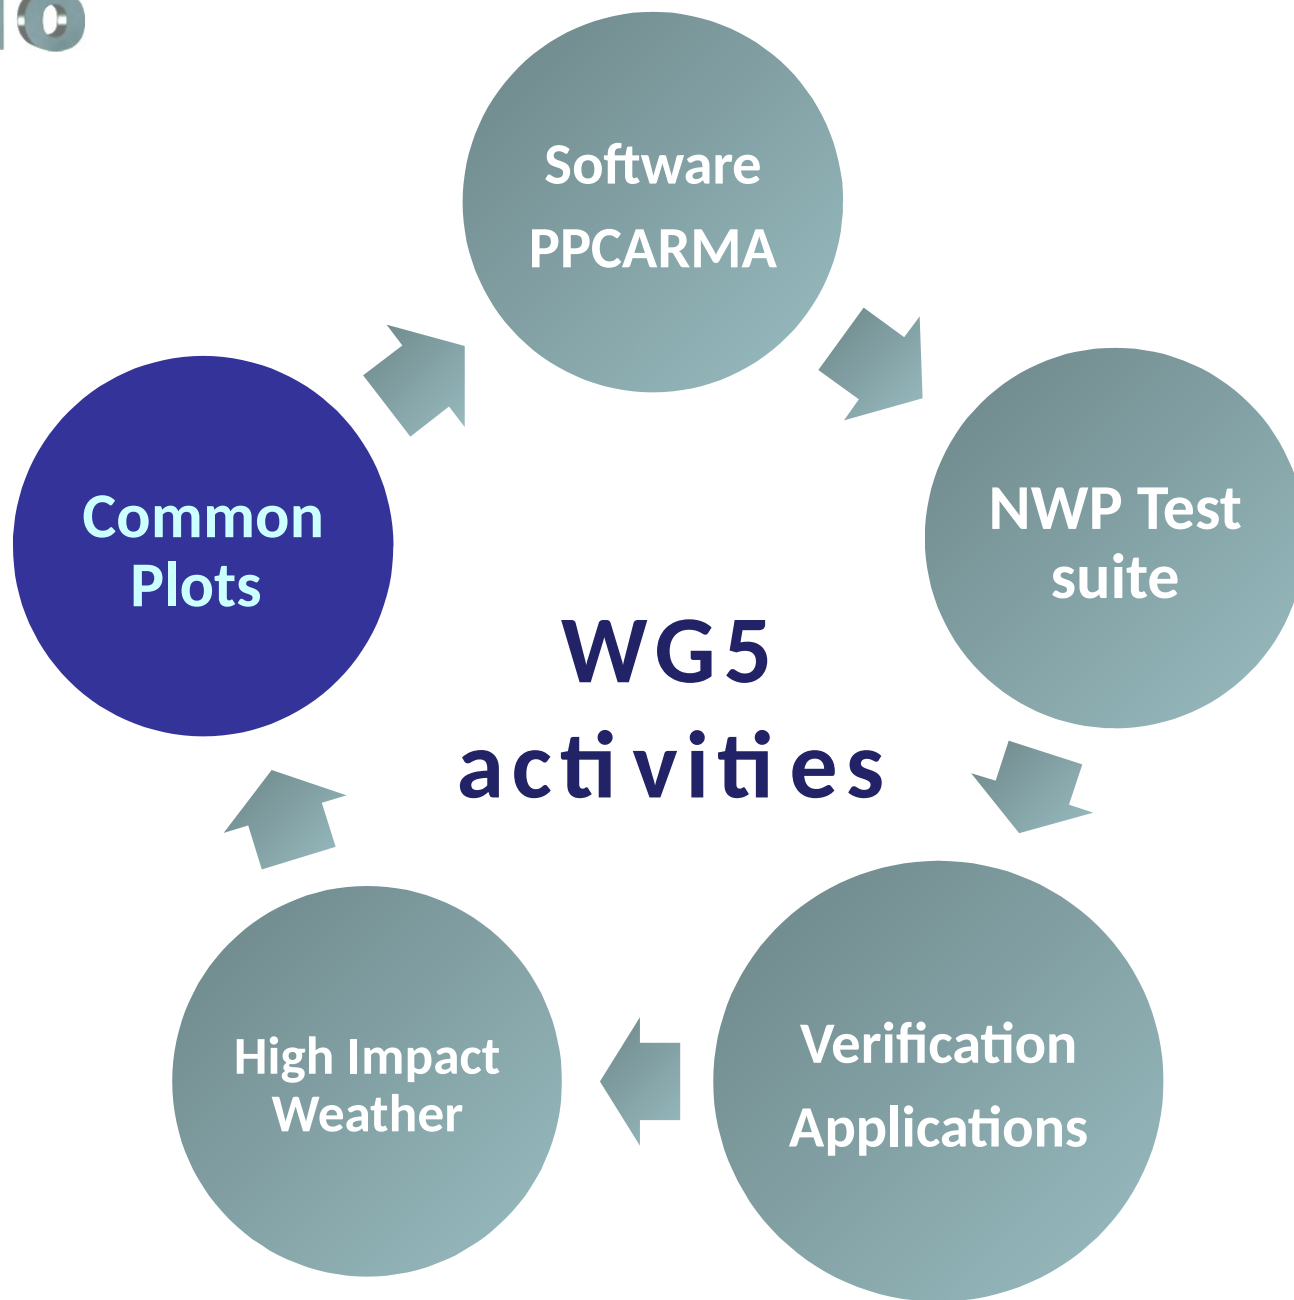 Software
PPCARMA
NWP Test
suite
Common
Plots
WG5
activities
Verification
Applications
High Impact
Weather